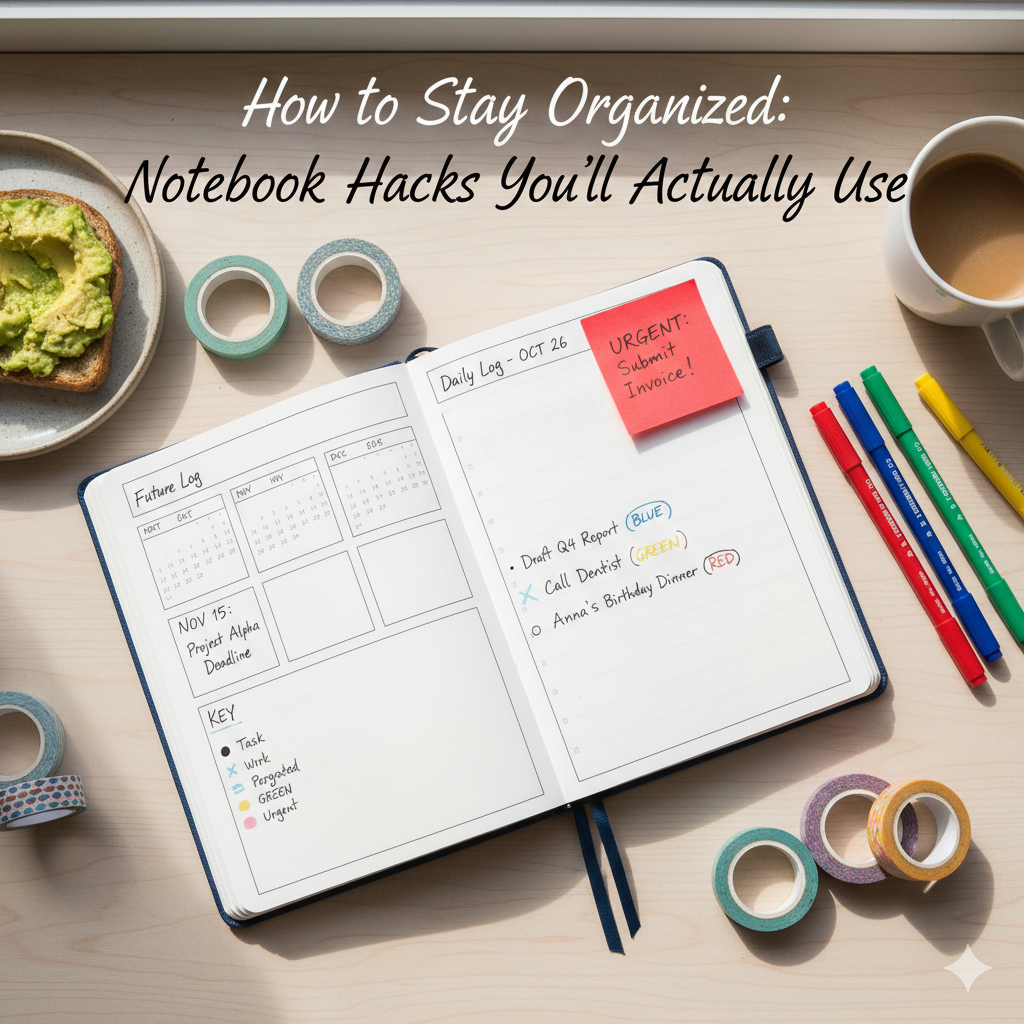 How to Stay Organized:
Notebook Hacks You'll Actually Use
Daily Log - OCT 26
URGENT:
Submit
Invoice!
Future Log
NOV 15:
Project Alpha
Deadline
KEY
Task
Work
Porgoated
GREEN
Urgent
• Draft Q4 Report (BLUE)
X Call Dentist (GREEN)
O Anna's Birthday Dinner (RED)